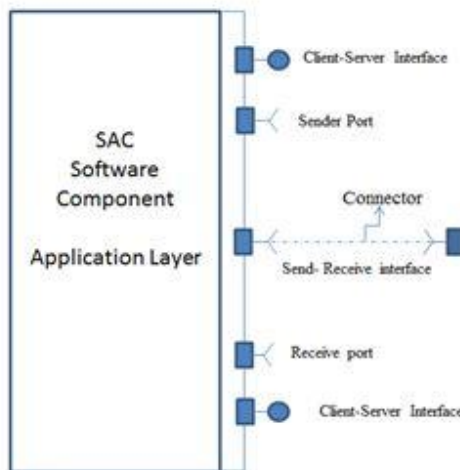 Client-Server Interface
Sender Port
SAC
Software
Component
Application Layer
Connector
Send- Receive interface
Receive port
Client-Server Interface